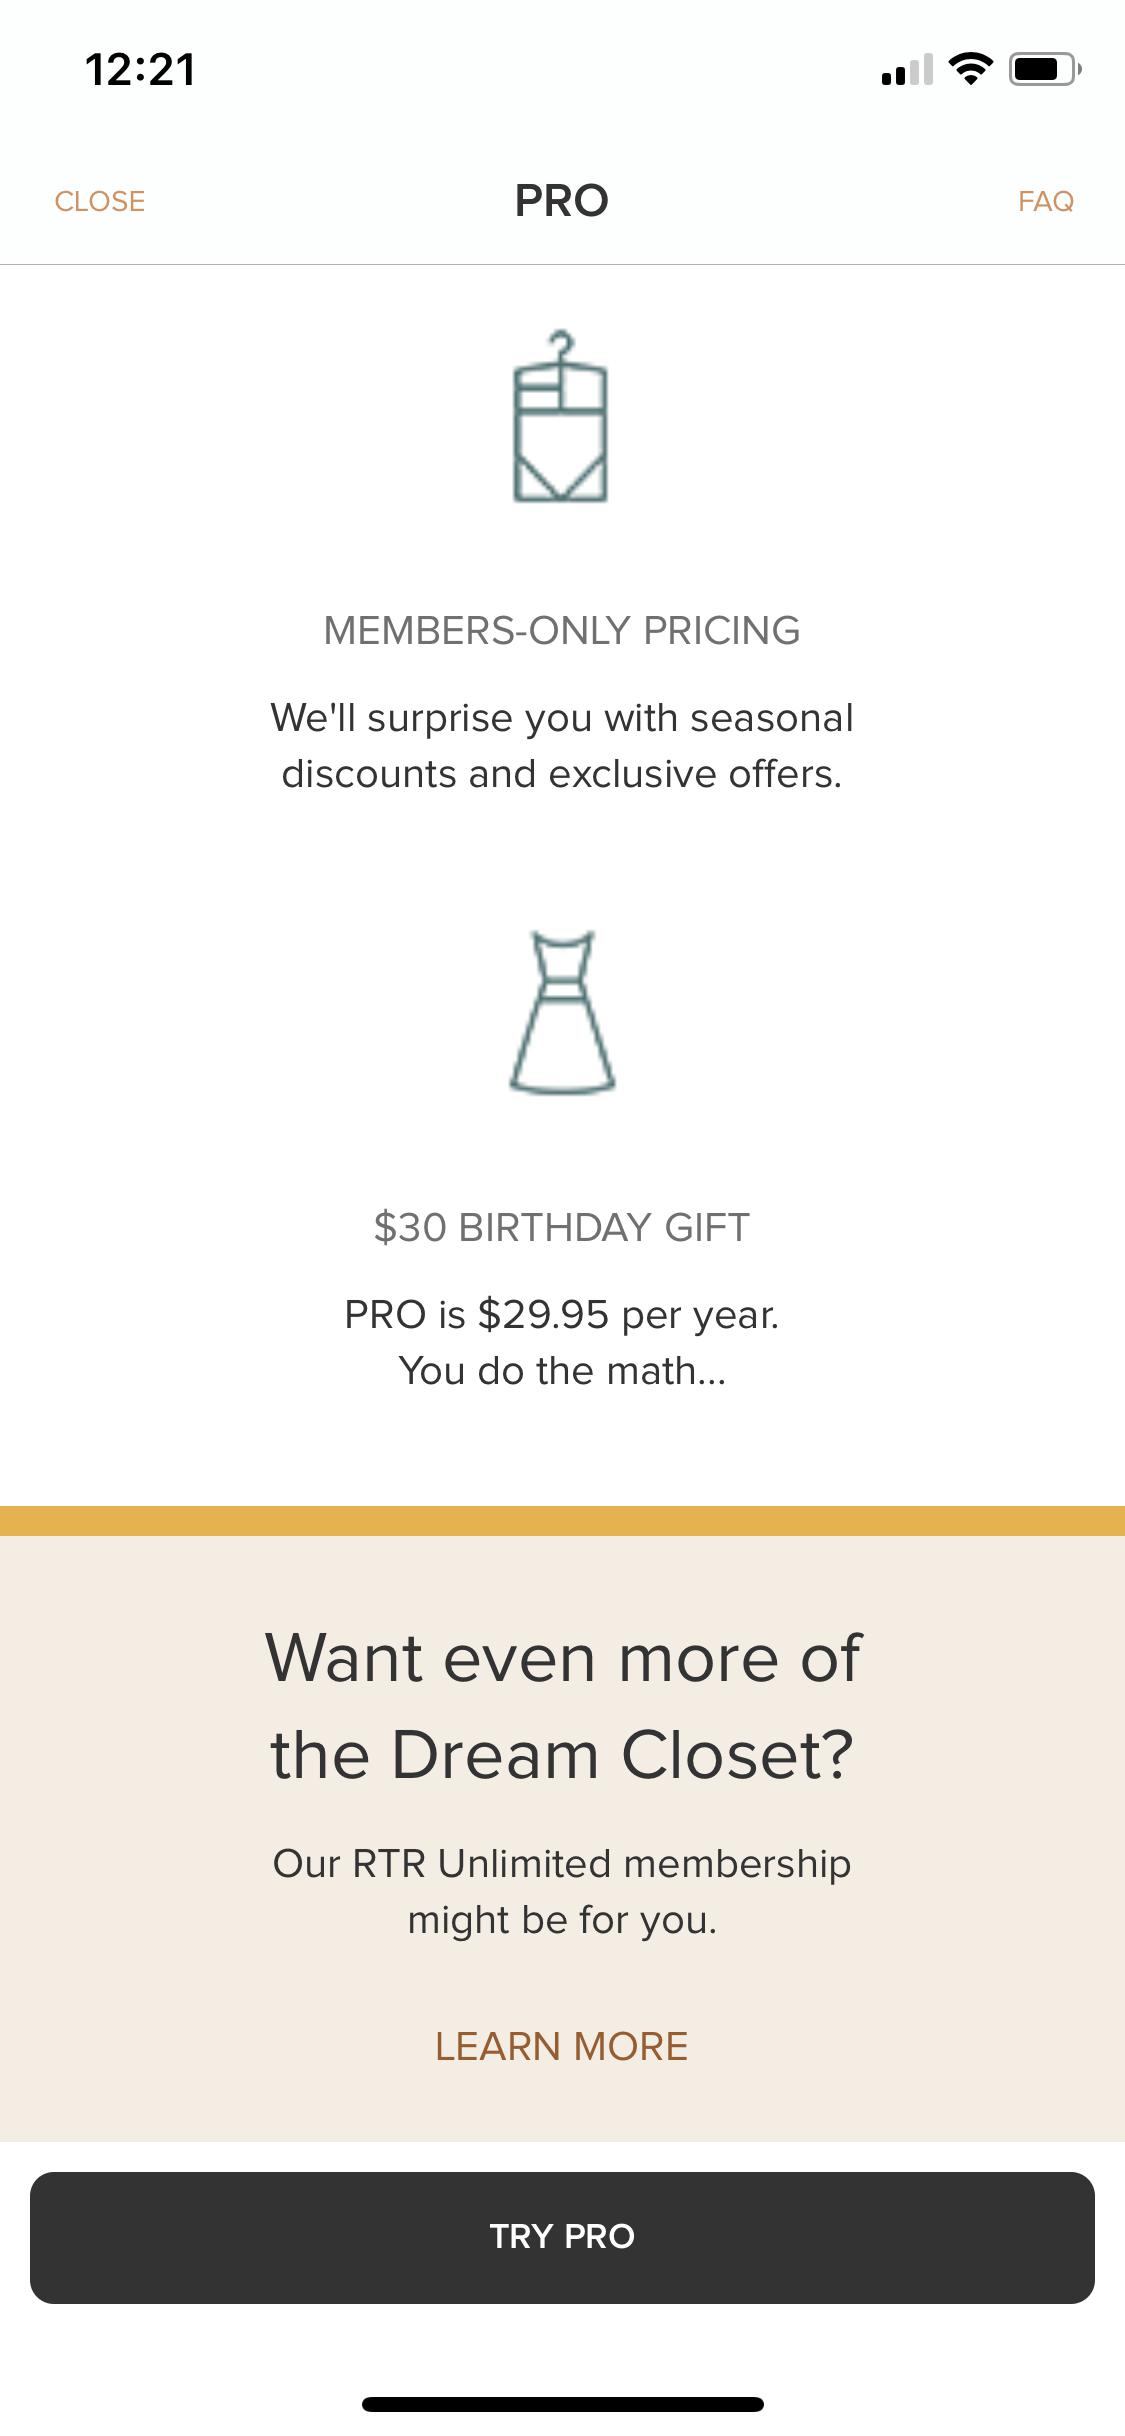 12:21
CLOSE
PRO
FAQ
MEMBERS-ONLY PRICING
We'll surprise you with seasonal
discounts and exclusive offers.
$30 BIRTHDAY GIFT
PRO is $29.95 per year.
You do the math...
Want even more of
the Dream Closet?
Our RTR Unlimited membership
might be for you.
LEARN MORE
TRY PRO